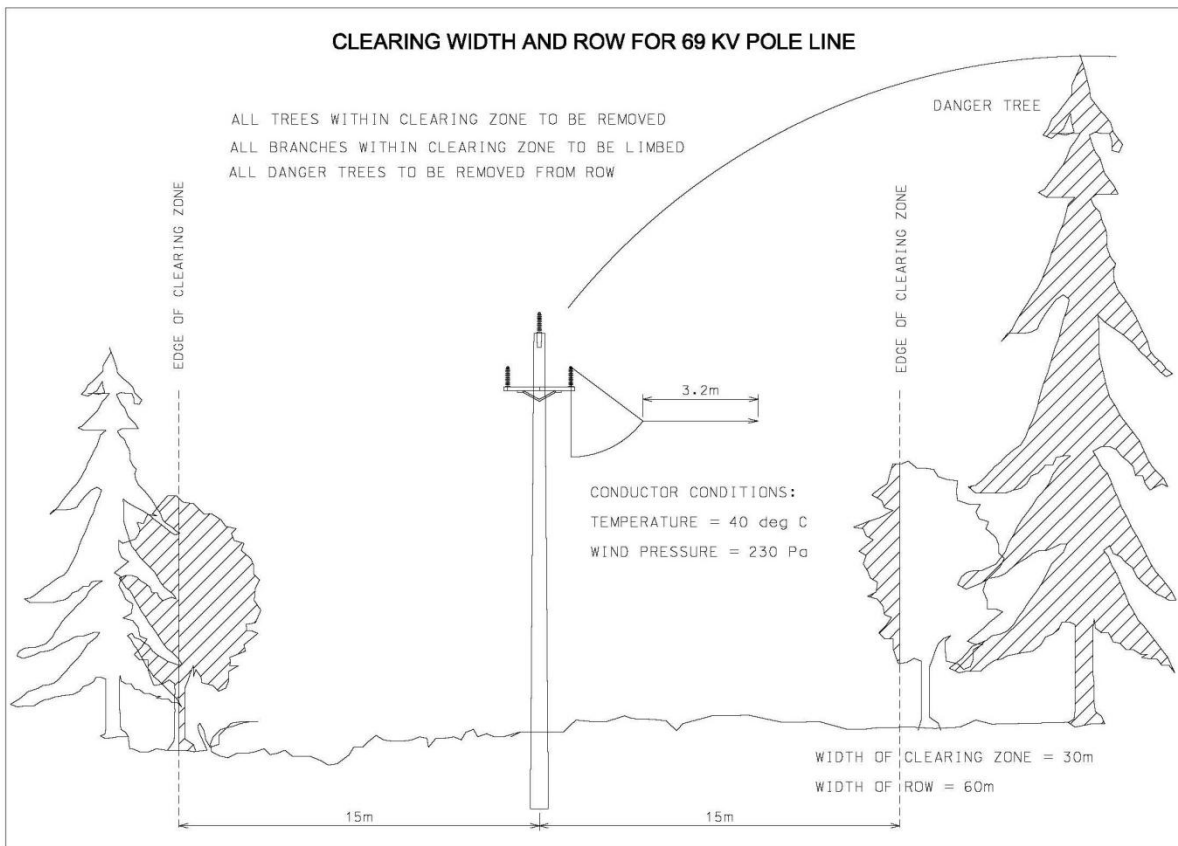 CLEARING WIDTH AND ROW FOR 69 KV POLE LINE
DANGER TREE
ALL TREES WITHIN CLEARING ZONE TO BE REMOVED
ALL BRANCHES WITHIN CLEARING ZONE TO BE LIMBED
ALL DANGER TREES TO BE REMOVED FROM ROW
EDGE OF CLEARING ZONE
EDGE OF CLEARING ZONE
3.2m
CONDUCTOR CONDITIONS:
TEMPERATURE = 40 deg C
WIND PRESSURE = 230 Pa
WIDTH OF CLEARING ZONE = 30m
WIDTH OF ROW = 60m
15m
15m